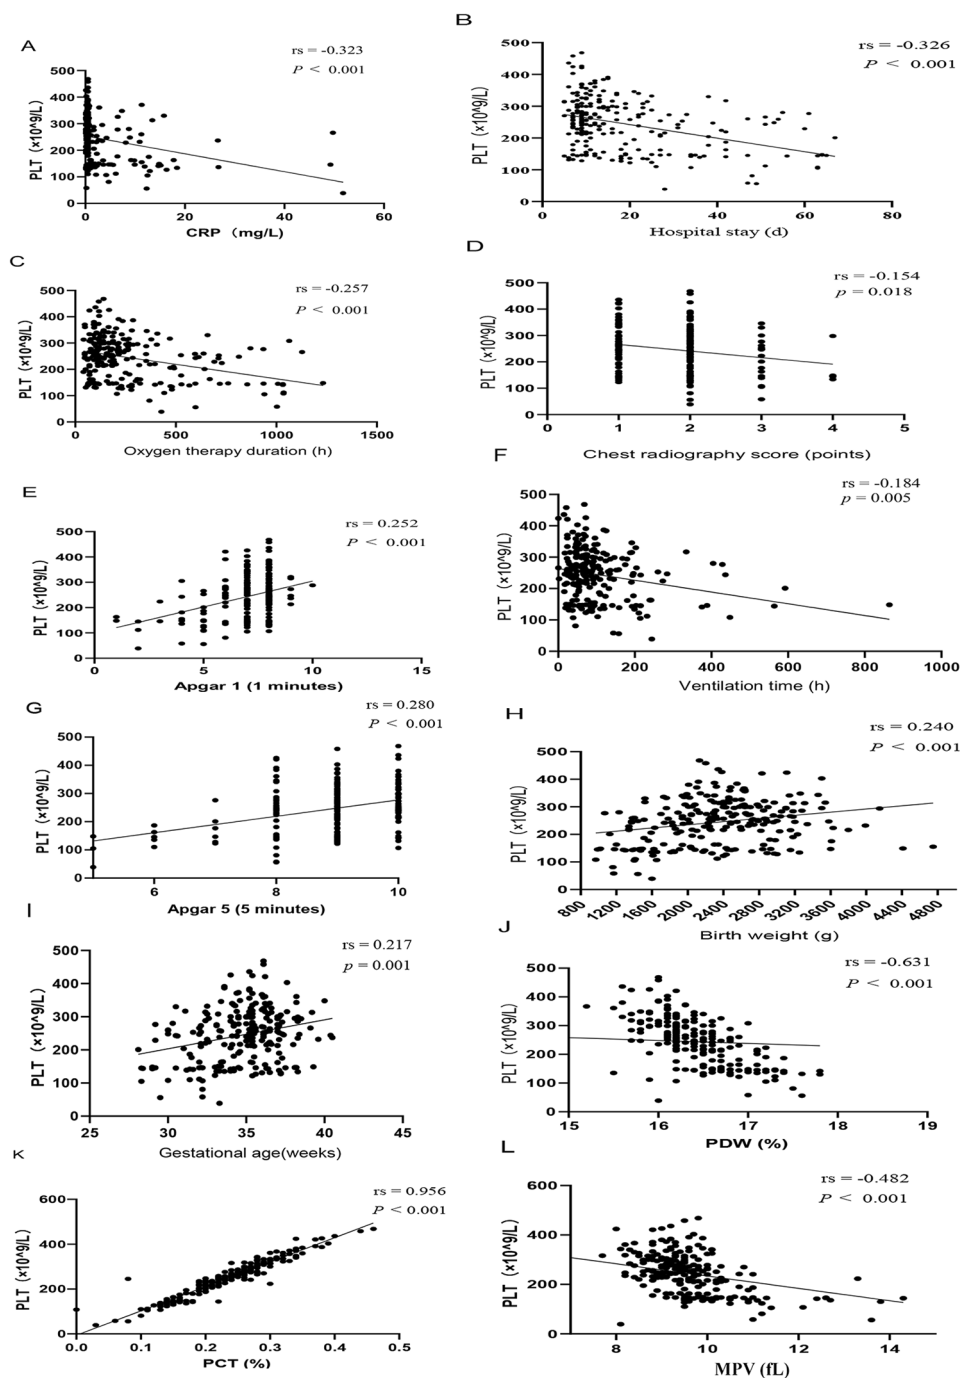 A
rs = -0.323
P < 0.001
PLT (×10^9/L)
500
400
300
200
100
0
0 20 40 60
CRP (mg/L)
B
rs = -0.326
P < 0.001
PLT (×10^9/L)
500
400
300
200
100
0
0 20 40 60 80
Hospital stay (d)
C
rs = -0.257
P < 0.001
PLT (×10^9/L)
500
400
300
200
100
0
0 500 1000 1500
Oxygen therapy duration (h)
D
rs = -0.154
p = 0.018
PLT (×10^9/L)
500
400
300
200
100
0
0 1 2 3 4 5
Chest radiography score (points)
E
rs = 0.252
P < 0.001
PLT (×10^9/L)
500
400
300
200
100
0
0 5 10 15
Apgar 1 (1 minutes)
F
rs = -0.184
p = 0.005
PLT (×10^9/L)
500
400
300
200
100
0
0 200 400 600 800 1000
Ventilation time (h)
G
rs = 0.280
P < 0.001
PLT (×10^9/L)
500
400
300
200
100
0
6 8 10
Apgar 5 (5 minutes)
H
rs = 0.240
P < 0.001
PLT (×10^9/L)
500
400
300
200
100
0
800 1200 1600 2000 2400 2800 3200 3600 4000 4400 4800
Birth weight (g)
I
rs = 0.217
p = 0.001
PLT (×10^9/L)
500
400
300
200
100
0
25 30 35 40 45
Gestational age(weeks)
J
rs = -0.631
P < 0.001
PLT (×10^9/L)
500
400
300
200
100
0
15 16 17 18 19
PDW (%)
K
rs = 0.956
P < 0.001
PLT (×10^9/L)
600
400
200
0
0.0 0.1 0.2 0.3 0.4 0.5
PCT (%)
L
rs = -0.482
P < 0.001
PLT (×10^9/L)
600
400
200
0
8 10 12 14
MPV (fL)